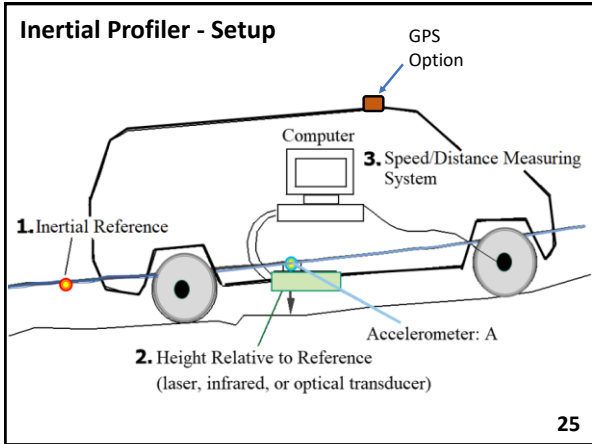 Inertial Profiler - Setup
GPS
Option
Computer
3. Speed/Distance Measuring
System
1. Inertial Reference
Accelerometer: A
2. Height Relative to Reference
(laser, infrared, or optical transducer)
25